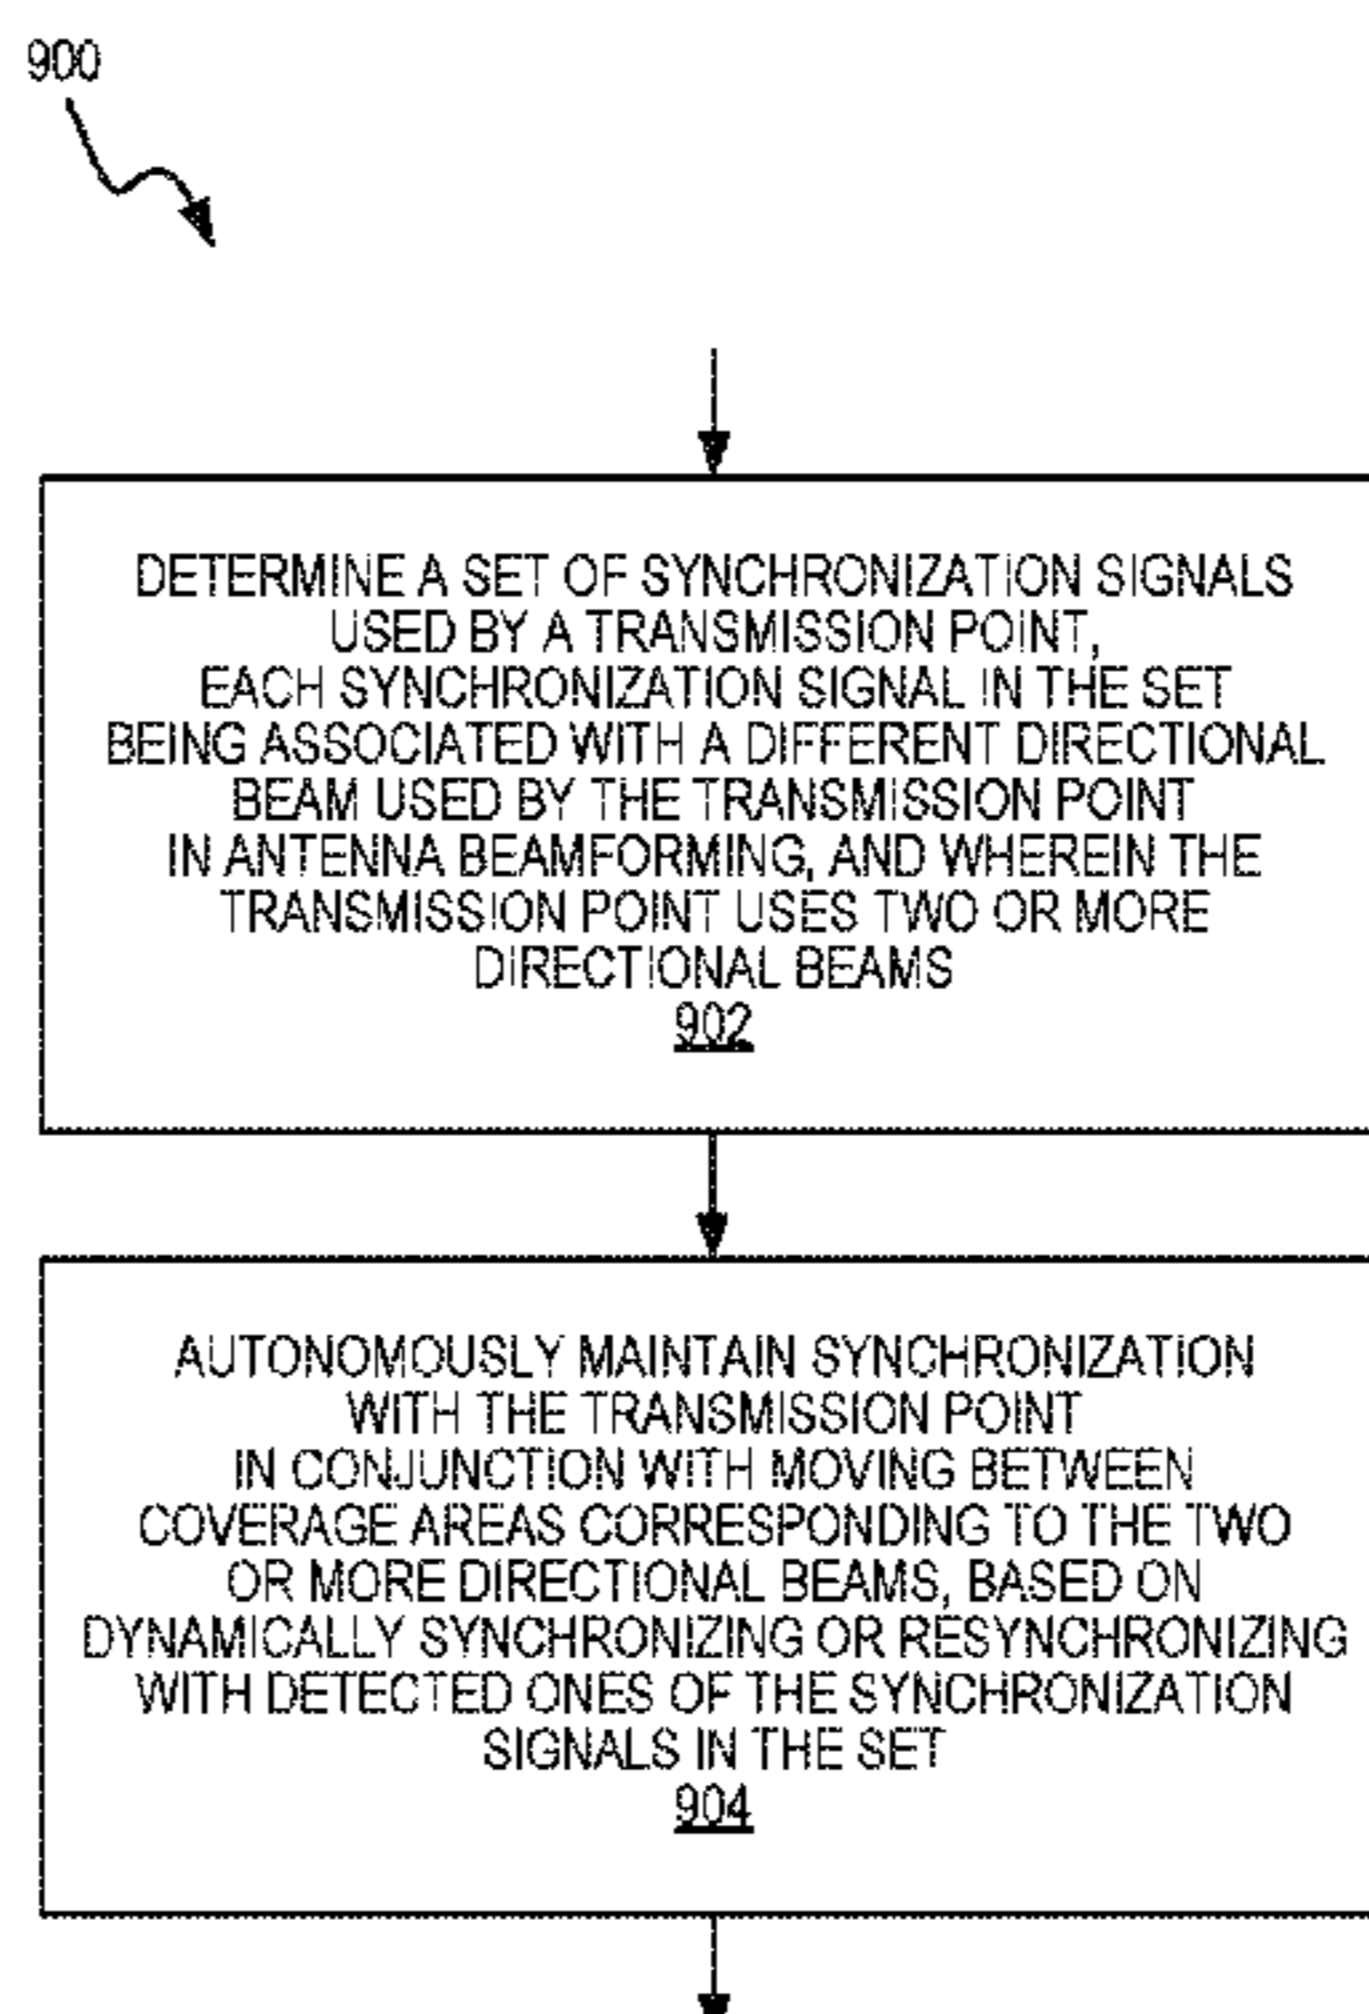 900
DETERMINE A SET OF SYNCHRONIZATION SIGNALS
USED BY A TRANSMISSION POINT,
EACH SYNCHRONIZATION SIGNAL IN THE SET
BEING ASSOCIATED WITH A DIFFERENT DIRECTIONAL
BEAM USED BY THE TRANSMISSION POINT
IN ANTENNA BEAMFORMING, AND WHEREIN THE
TRANSMISSION POINT USES TWO OR MORE
DIRECTIONAL BEAMS
902
AUTONOMOUSLY MAINTAIN SYNCHRONIZATION
WITH THE TRANSMISSION POINT
IN CONJUNCTION WITH MOVING BETWEEN
COVERAGE AREAS CORRESPONDING TO THE TWO
OR MORE DIRECTIONAL BEAMS, BASED ON
DYNAMICALLY SYNCHRONIZING OR RESYNCHRONIZING
WITH DETECTED ONES OF THE SYNCHRONIZATION
SIGNALS IN THE SET
904